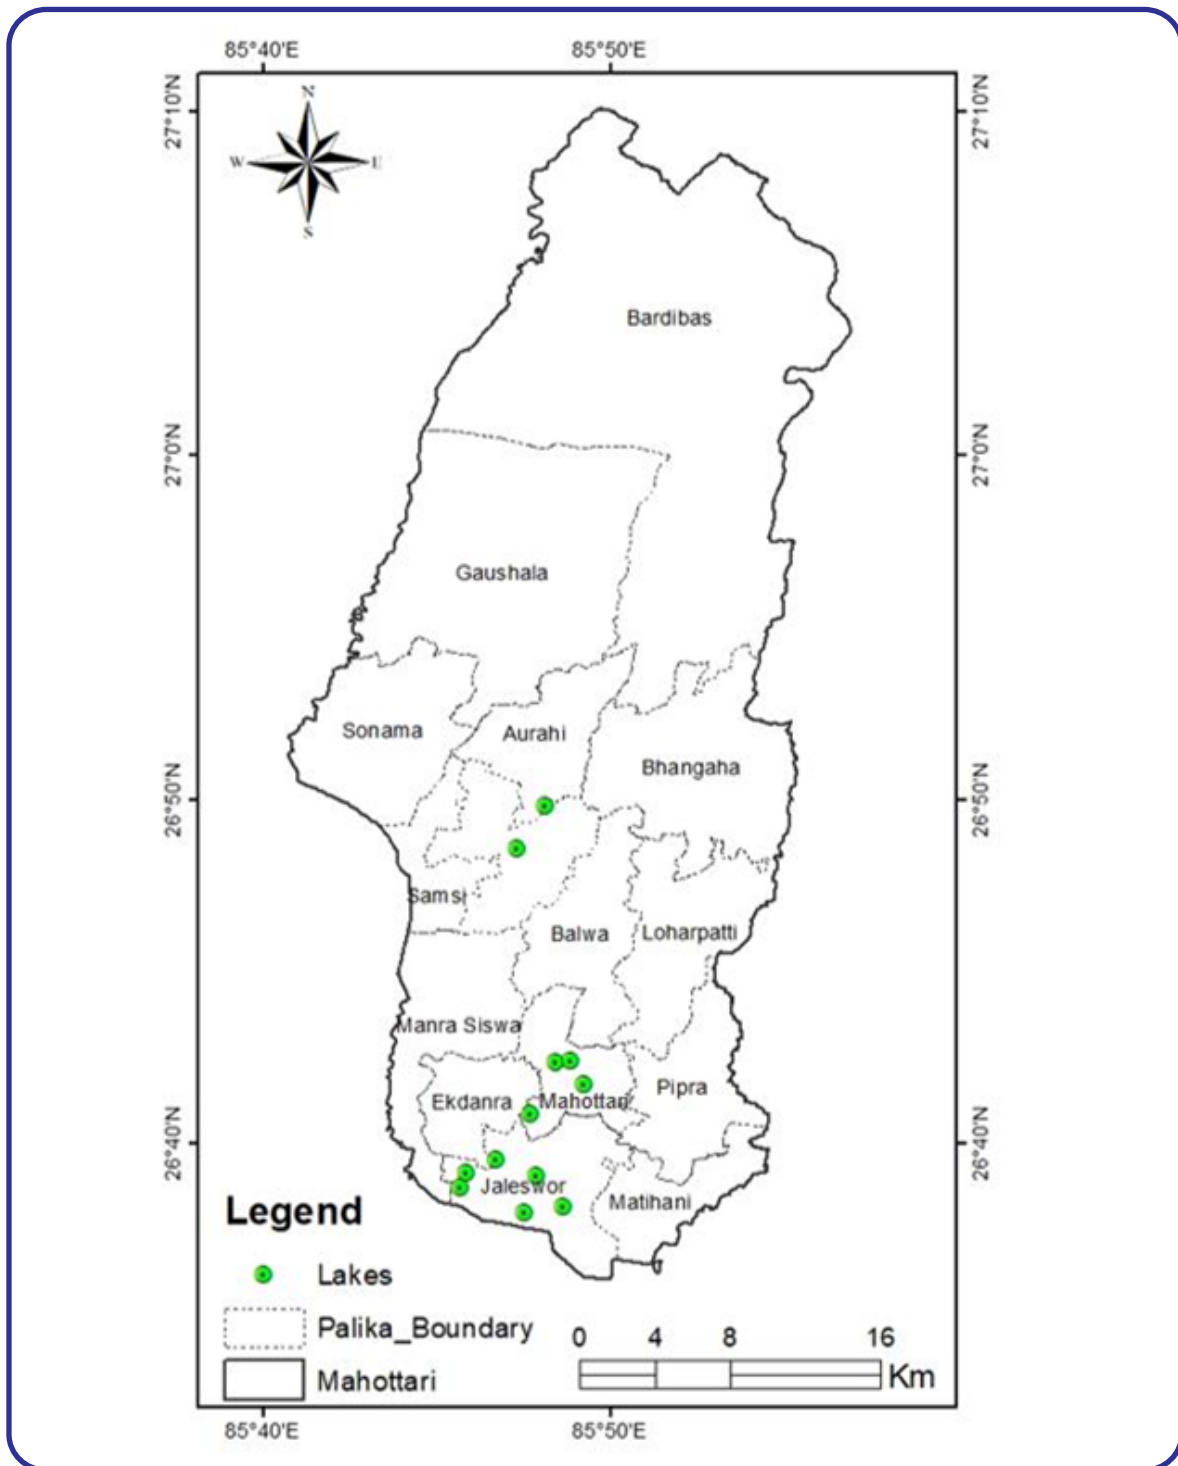 85°40'E 85°50'E
27°10'N 27°10'N
N
W E
S
Bardibas
27°0'N 27°0'N
Gaushala
Sonama Aurahi
Bhangaha
26°50'N 26°50'N
Samsi
Balwa Loharpatti
Manra Siswa
Pipra
Ekdanra Mahottari
26°40'N 26°40'N
Jaleswor
Matihani
Legend
Lakes
Palika_Boundary
Mahottari
0 4 8 16
Km
85°40'E 85°50'E